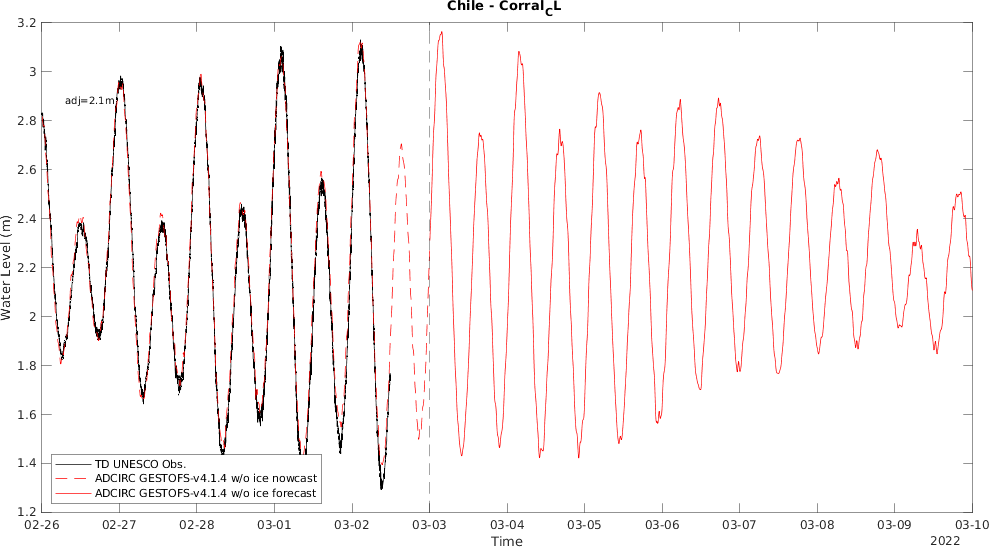 Chile - Corral_CL
3.2
3
2.8
2.6
2.4
2.2
2
1.8
1.6
1.4
1.2
Water Level (m)
adj=2.1m
TD UNESCO Obs.
ADCIRC GESTOFS-v4.1.4 w/o ice nowcast
ADCIRC GESTOFS-v4.1.4 w/o ice forecast
02-26 02-27 02-28 03-01 03-02 03-03 03-04 03-05 03-06 03-07 03-08 03-09 03-10
Time
2022